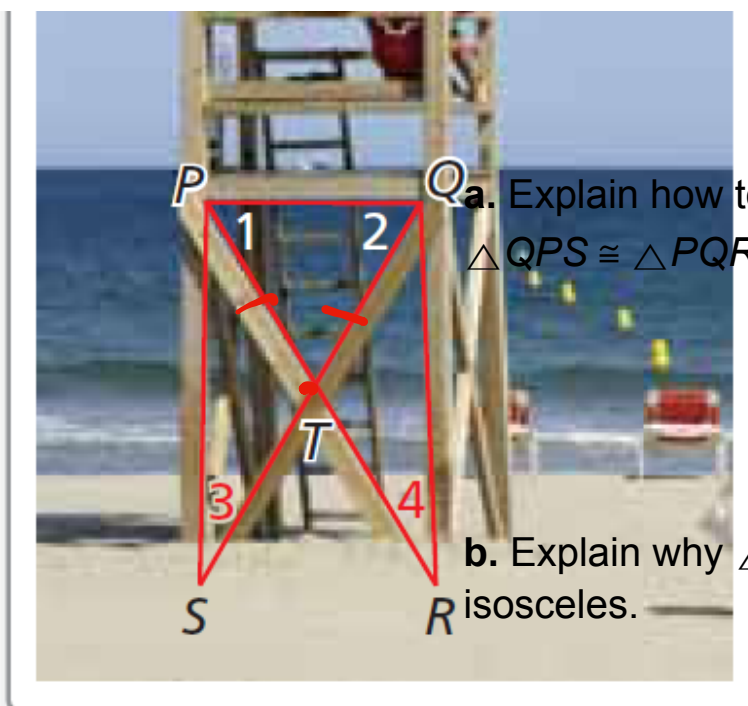 P
Q
a. Explain how
1
2
△QPS ≅ △PQR
T
3
4
b. Explain why
S
R
isosceles.